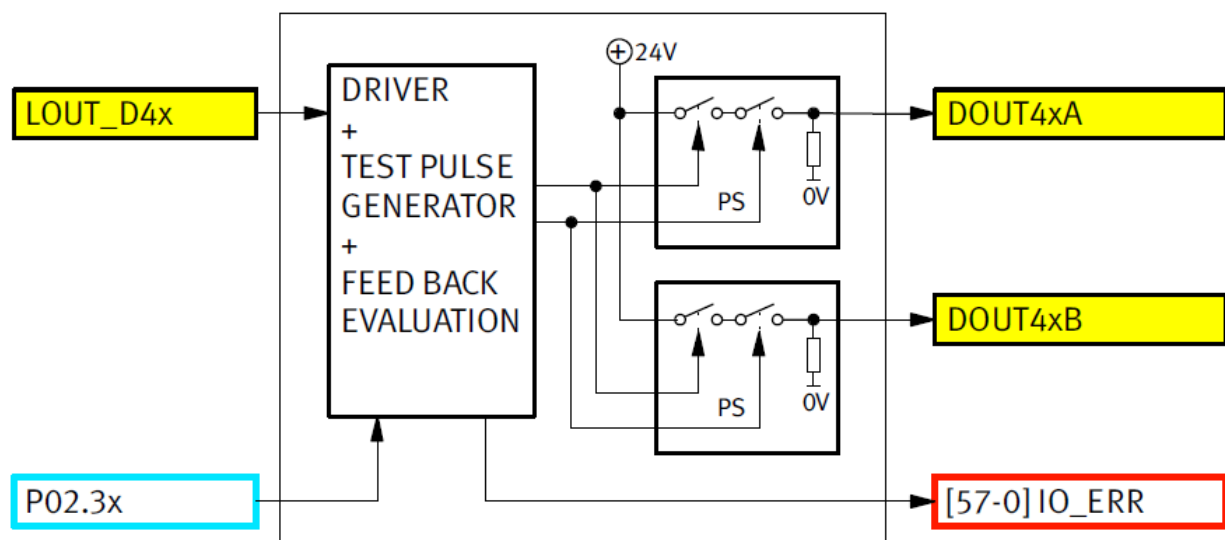 24V
DRIVER
+
TEST PULSE
GENERATOR
+
FEED BACK
EVALUATION
LOUT_D4x
DOUT4xA
PS
0V
DOUT4xB
PS
0V
P02.3x
[57-0] IO_ERR